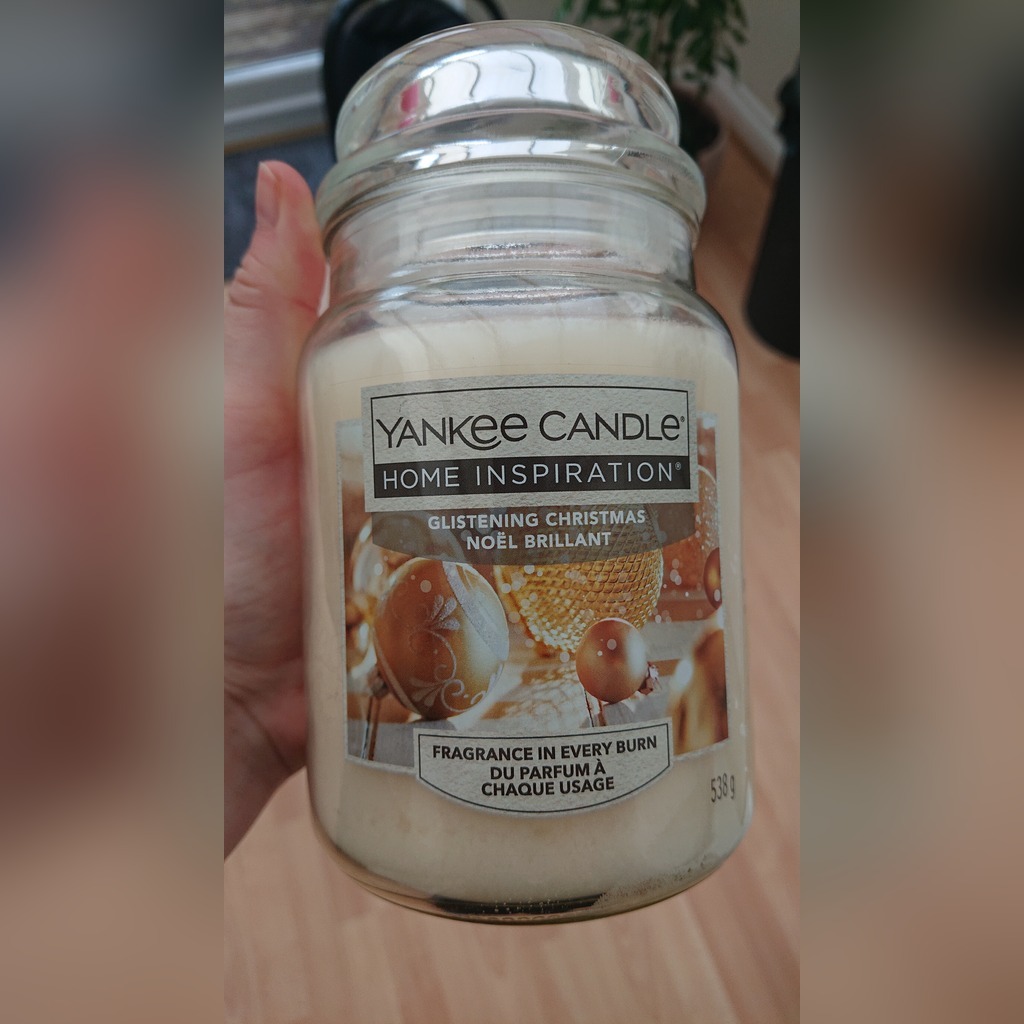 YANKEE CANDLE®
HOME INSPIRATION®
GLISTENING CHRISTMAS
NOËL BRILLANT
FRAGRANCE IN EVERY BURN
DU PARFUM À
CHAQUE USAGE
538 g